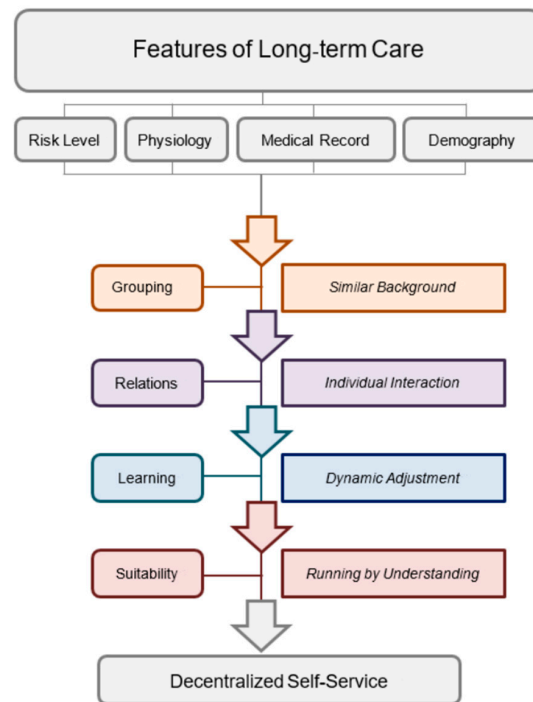 Features of Long-term Care
Risk Level
Physiology
Medical Record
Demography
Grouping
Similar Background
Relations
Individual Interaction
Learning
Dynamic Adjustment
Suitability
Running by Understanding
Decentralized Self-Service